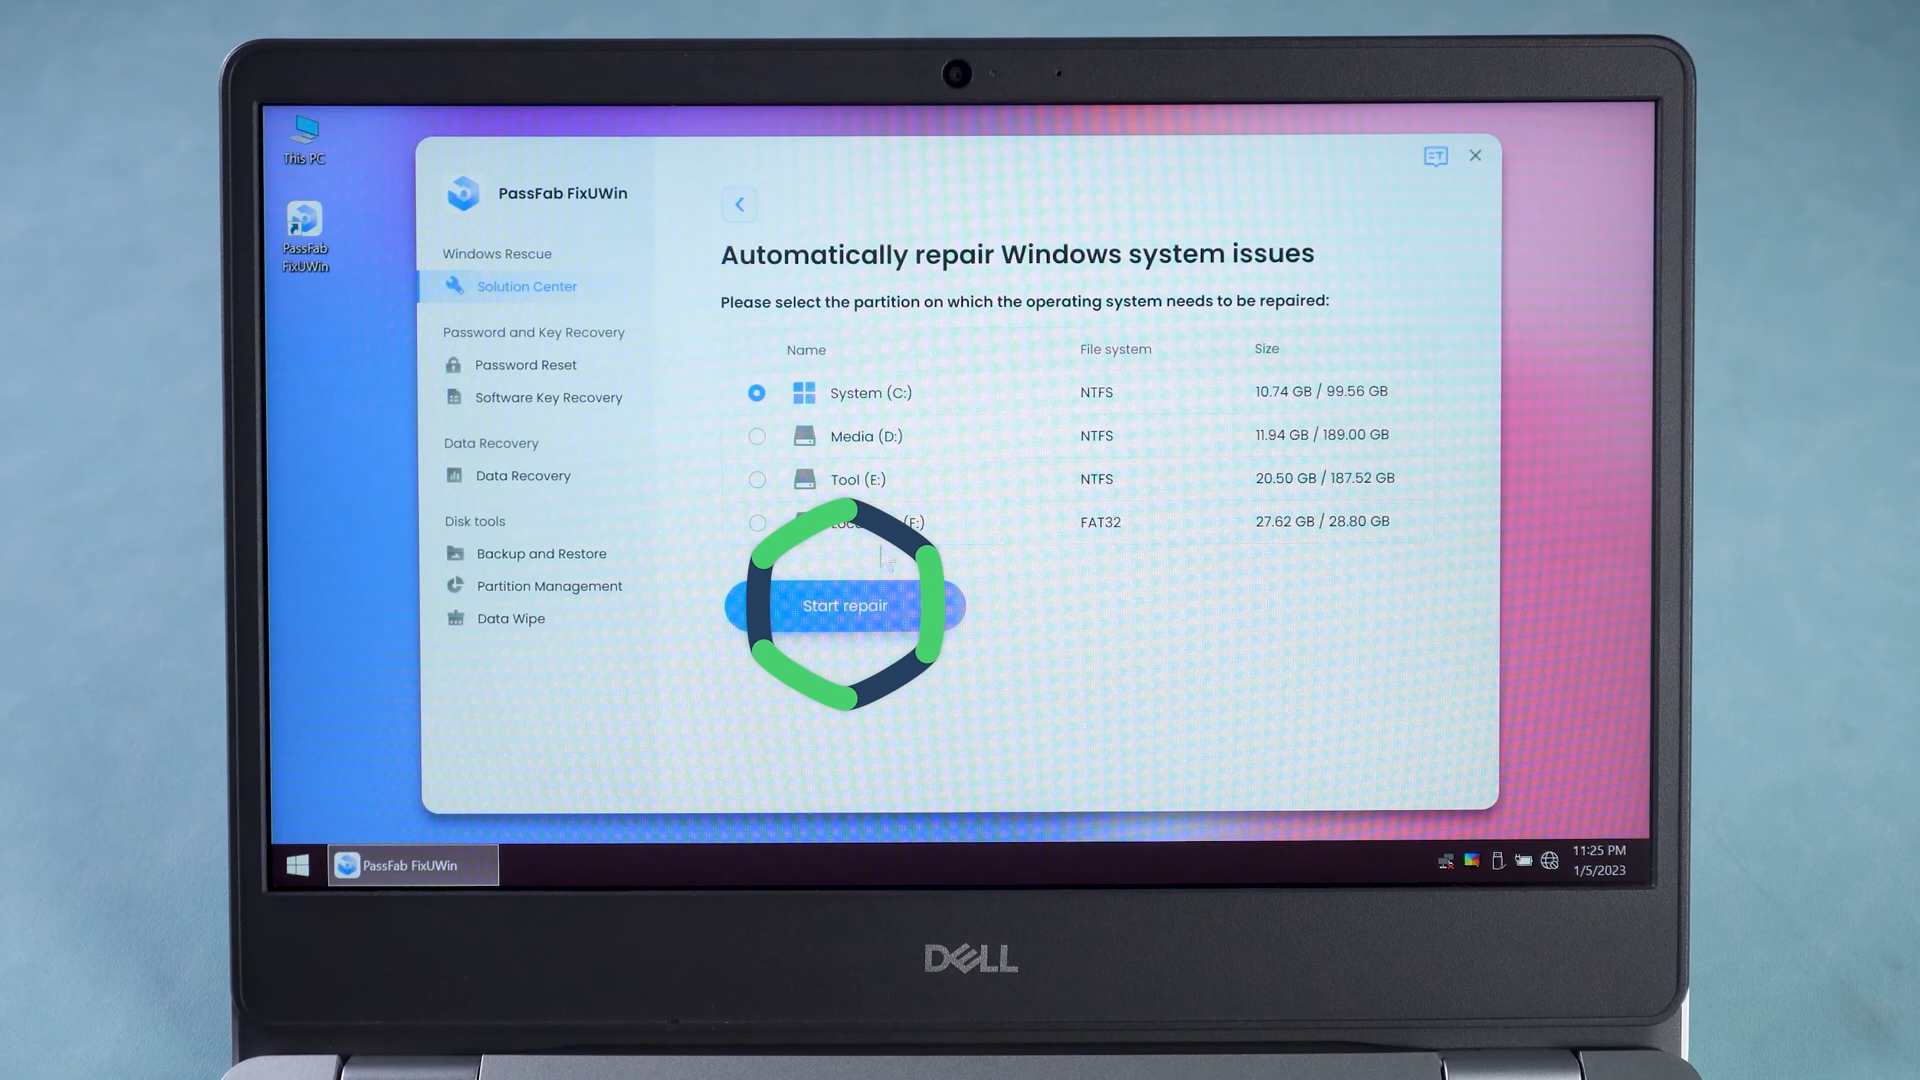 This PC
PassFab
FixUWin
PassFab FixUWin
Windows Rescue
Solution Center
Password and Key Recovery
Password Reset
Software Key Recovery
Data Recovery
Data Recovery
Disk tools
Backup and Restore
Partition Management
Data Wipe
Automatically repair Windows system issues
Please select the partition on which the operating system needs to be repaired:
Name File system Size
System (C:) NTFS 10.74 GB / 99.56 GB
Media (D:) NTFS 11.94 GB / 189.00 GB
Tool (E:) NTFS 20.50 GB / 187.52 GB
(F:) FAT32 27.62 GB / 28.80 GB
Start repair
PassFab FixUWin
11:25 PM
1/5/2023
DELL